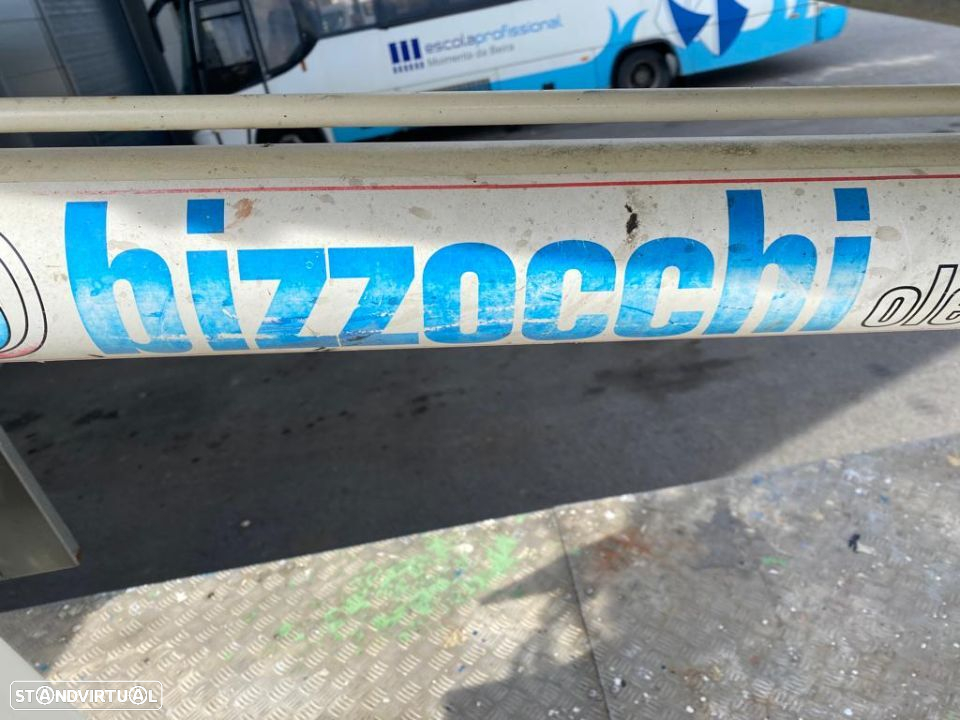 escolaprofissional
Moimenta da Beira
bizzocchi
STANDVIRTUAL